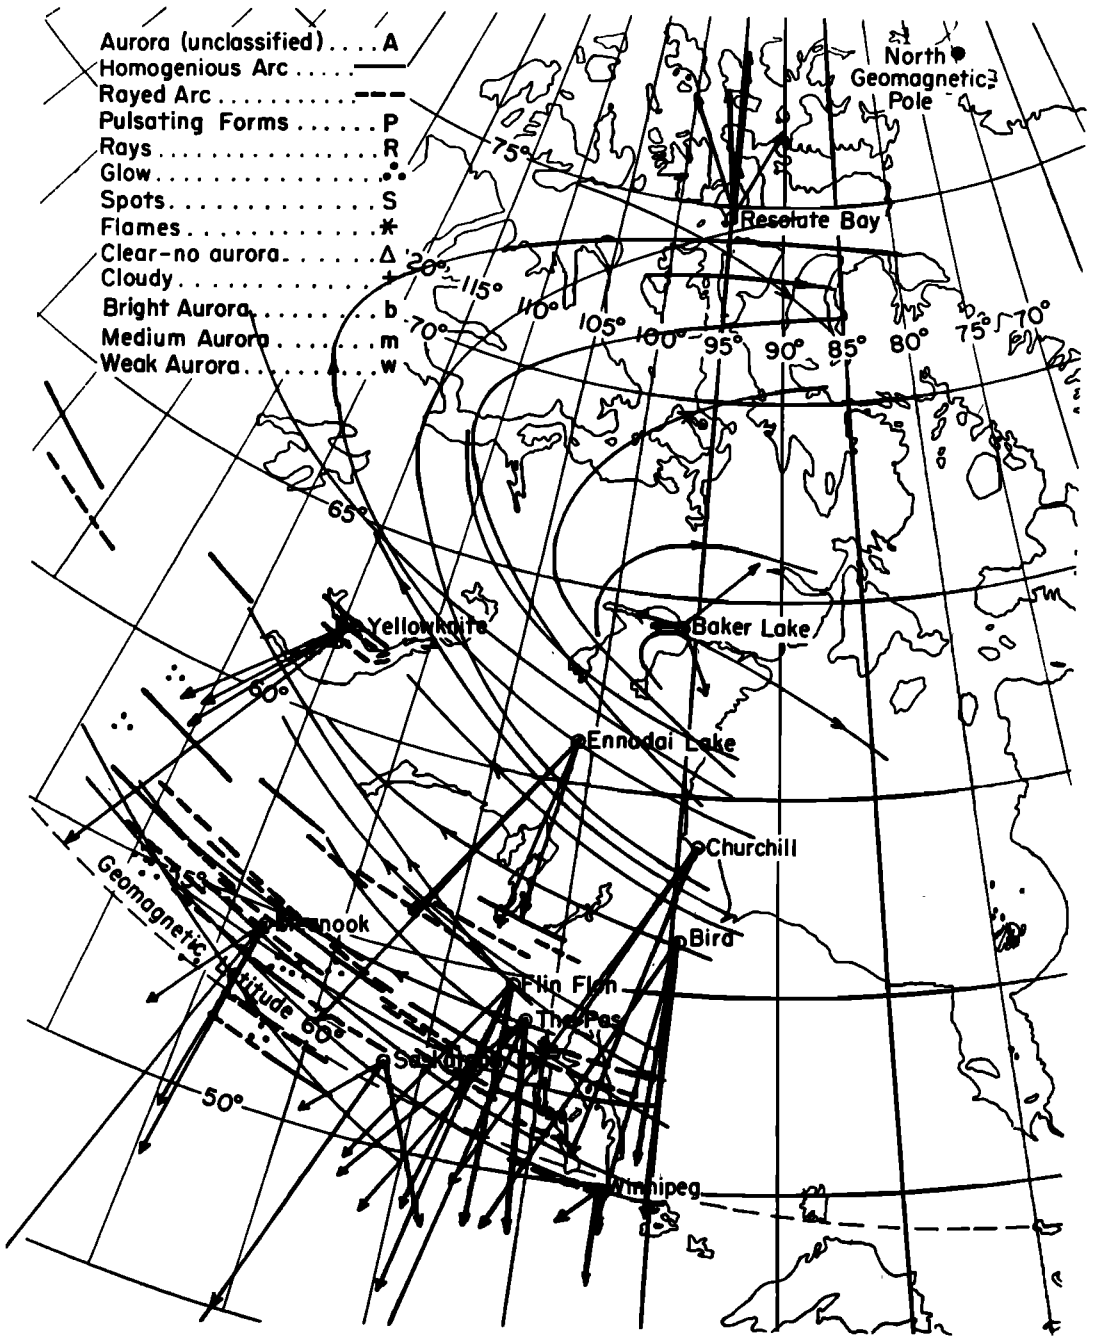 Aurora (unclassified) .... A
Homogenious Arc .....
Rayed Arc ...........
Pulsating Forms ...... P
Rays ................ R
Glow ................
Spots ............... S
Flames .............. *
Clear-no aurora ...... Δ
Cloudy .............. +
Bright Aurora ........ b
Medium Aurora ....... m
Weak Aurora ......... w
North
Geomagnetic
Pole
75°
Resolute Bay
120° 115° 110° 105° 100° 95° 90° 85° 80° 75° 70°
70°
65°
Yellowknife
Baker Lake
60°
Ennadai Lake
Churchill
55°
Meanook
Bird
Flin Flon
The Pas
Geomagnetic Latitude 60°
Saskatoon
50°
Winnipeg